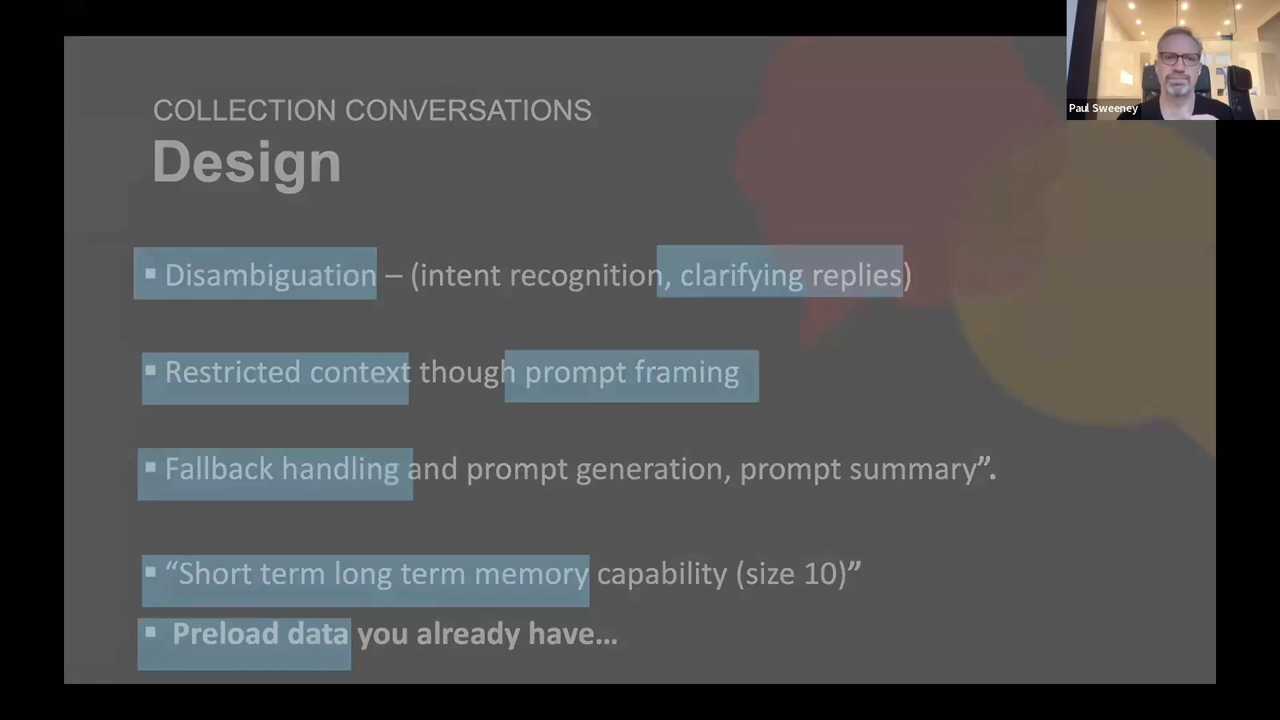 Paul Sweeney
COLLECTION CONVERSATIONS
Design
▪ Disambiguation – (intent recognition, clarifying replies)
▪ Restricted context though prompt framing
▪ Fallback handling and prompt generation, prompt summary”.
▪ “Short term long term memory capability (size 10)”
▪ Preload data you already have…